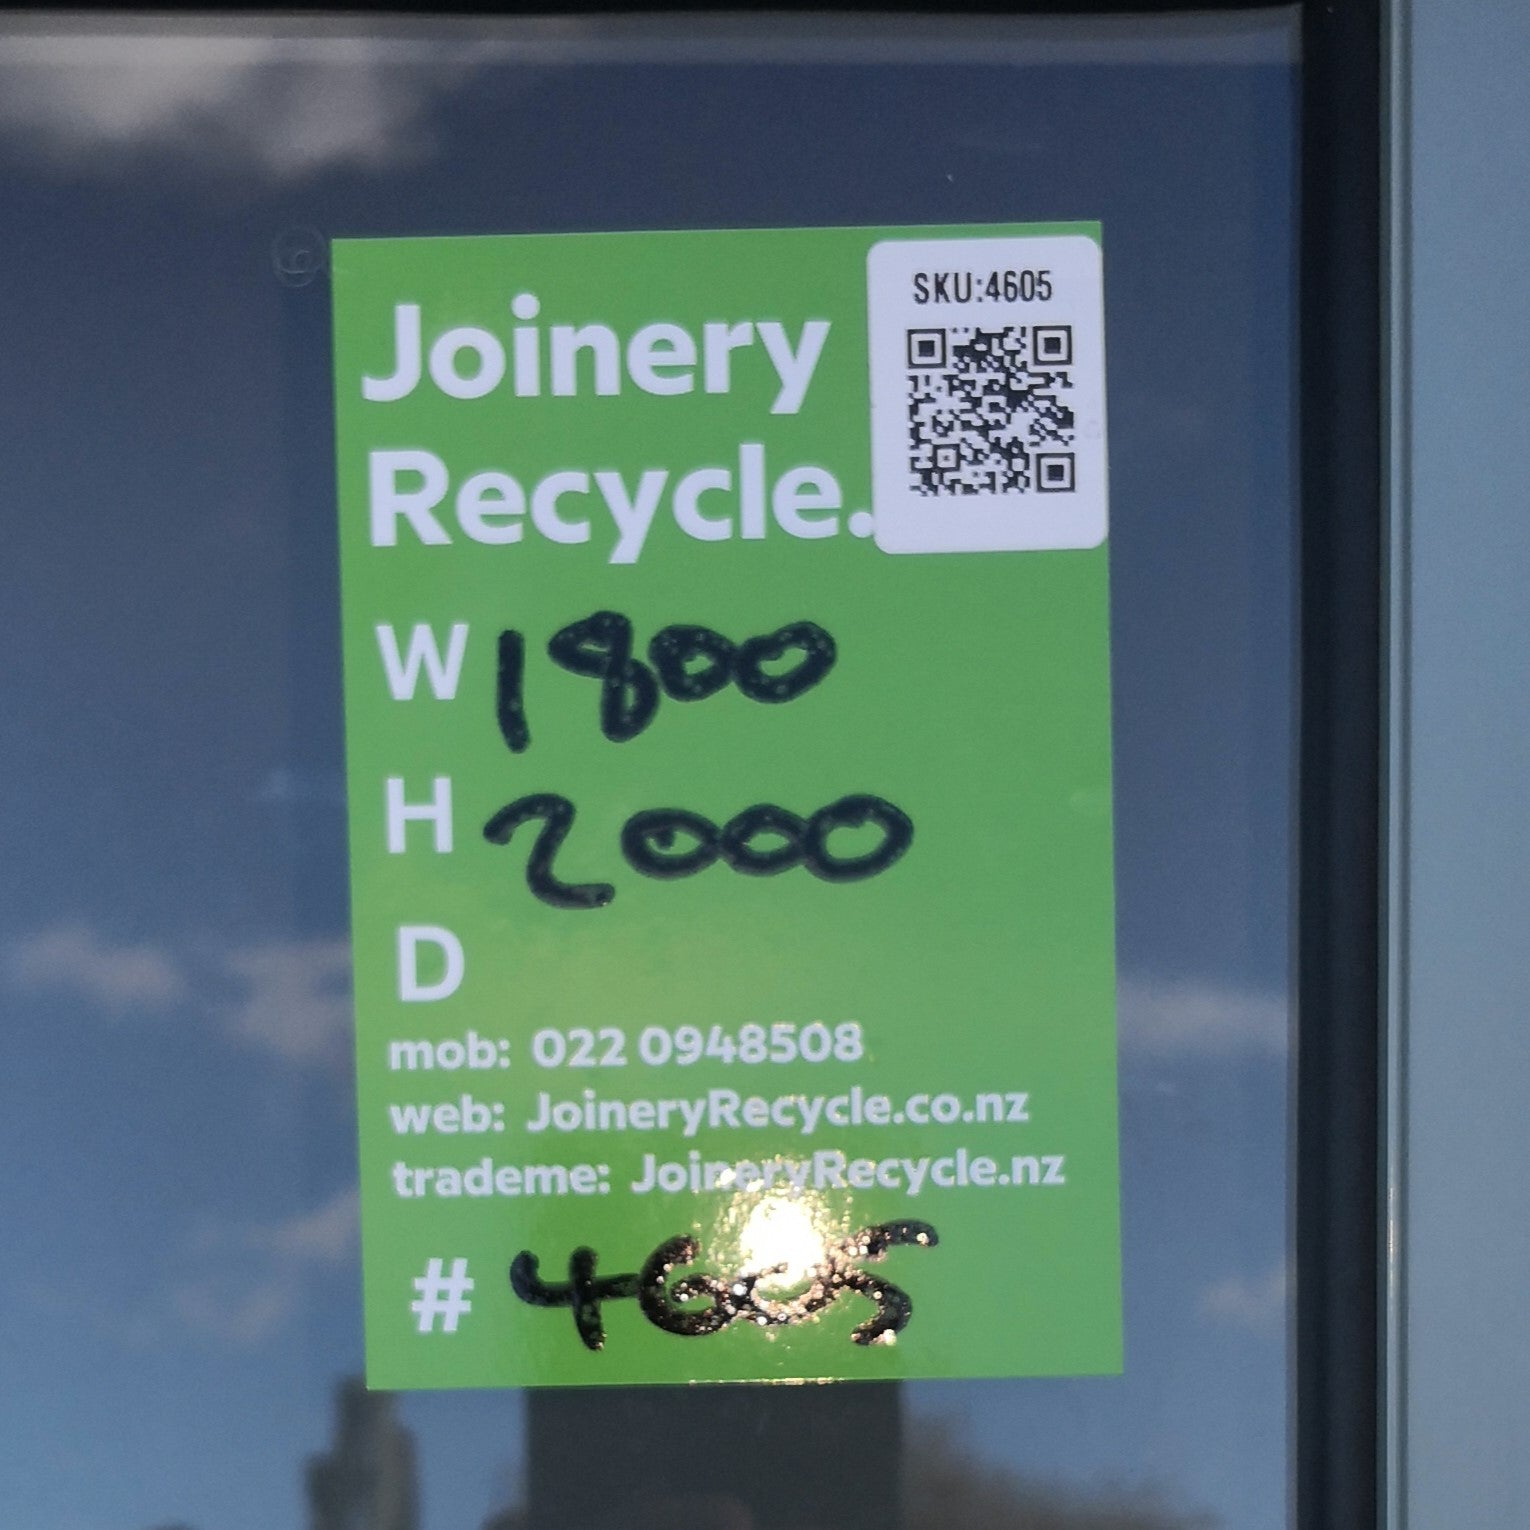 SKU:4605
Joinery
Recycle.
W 1800
H 2000
D
mob: 022 0948508
web: JoineryRecycle.co.nz
trademe: JoineryRecycle.nz
# 4605